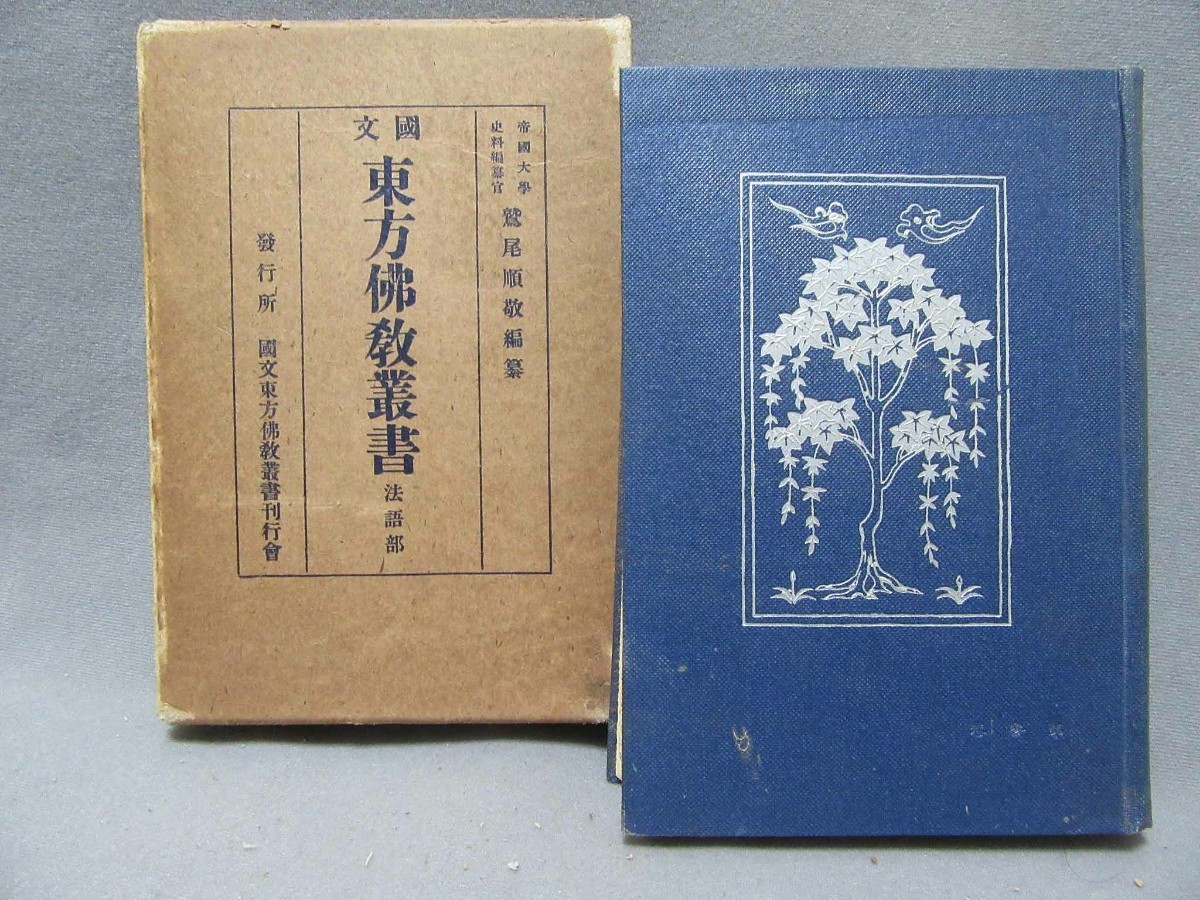 帝國大學
史料編纂官
鷲尾順敬編纂
國文
東方佛教叢書
法語部
發行所 國文東方佛教叢書刊行會